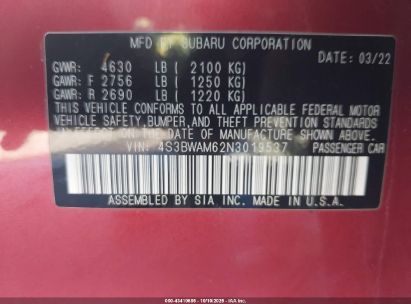 MFD BY SUBARU CORPORATION
DATE: 03/22
GVWR: 4630 LB ( 2100 KG)
GAWR: F 2756 LB ( 1250 KG)
GAWR: R 2690 LB ( 1220 KG)
THIS VEHICLE CONFORMS TO ALL APPLICABLE FEDERAL MOTOR
VEHICLE SAFETY, BUMPER, AND THEFT PREVENTION STANDARDS
IN EFFECT ON THE DATE OF MANUFACTURE SHOWN ABOVE.
VIN: 4S3BWAM62N3019537 PASSENGER CAR
ASSEMBLED BY SIA INC. MADE IN U.S.A.